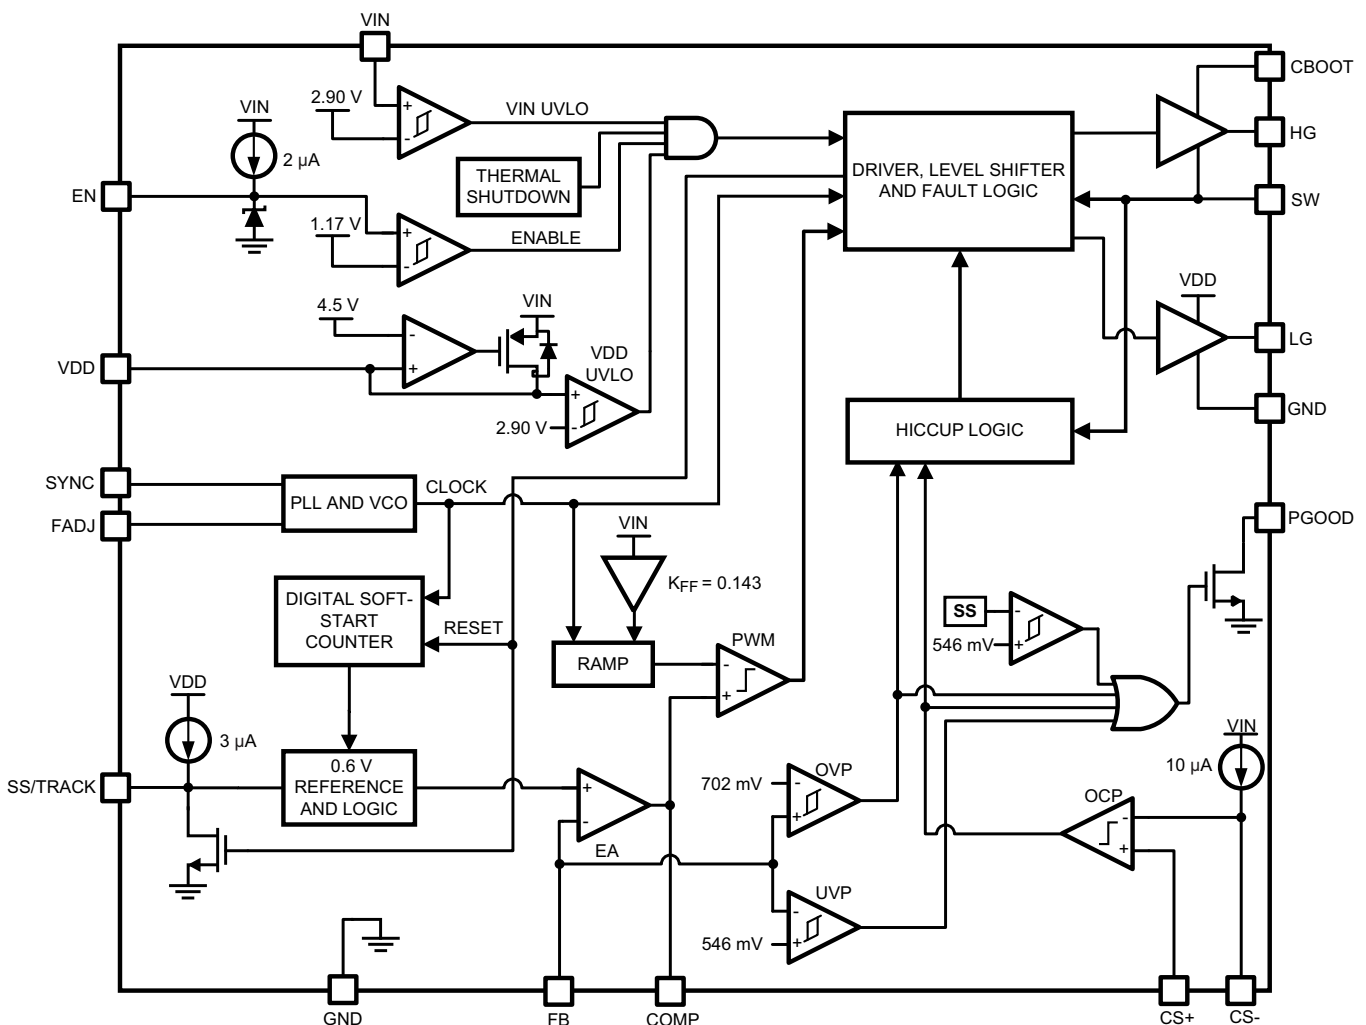 VIN
CBOOT
2.90 V
VIN
VIN UVLO
HG
2 µA
THERMAL
SHUTDOWN
DRIVER, LEVEL SHIFTER
AND FAULT LOGIC
EN
SW
1.17 V
ENABLE
4.5 V
VIN
VDD
VDD
VDD
UVLO
LG
2.90 V
GND
HICCUP LOGIC
SYNC
PLL AND VCO
CLOCK
FADJ
VIN
PGOOD
KFF = 0.143
DIGITAL SOFT-
START
COUNTER
RESET
SS
546 mV
RAMP
PWM
VDD
3 µA
VIN
10 µA
SS/TRACK
0.6 V
REFERENCE
AND LOGIC
702 mV
OVP
OCP
-
+
EA
UVP
546 mV
GND
FB
COMP
CS+
CS-